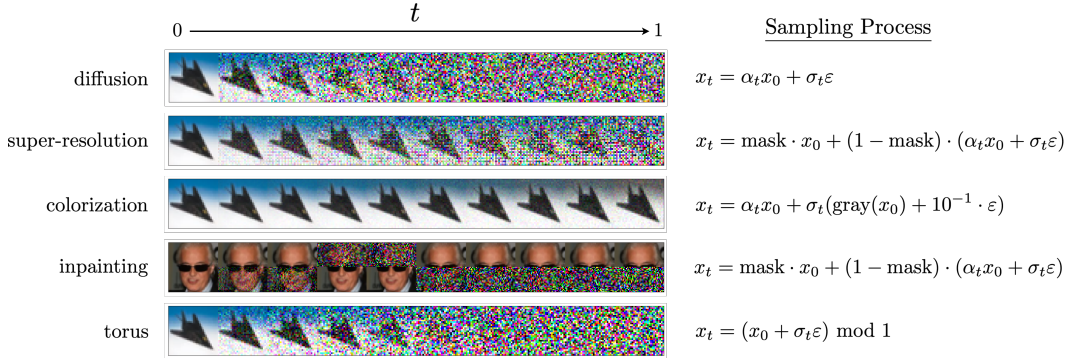 t
0 1 Sampling Process
diffusion x_t = α_t x_0 + σ_t ε
super-resolution x_t = mask · x_0 + (1 − mask) · (α_t x_0 + σ_t ε)
colorization x_t = α_t x_0 + σ_t (gray(x_0) + 10^{-1} · ε)
inpainting x_t = mask · x_0 + (1 − mask) · (α_t x_0 + σ_t ε)
torus x_t = (x_0 + σ_t ε) mod 1